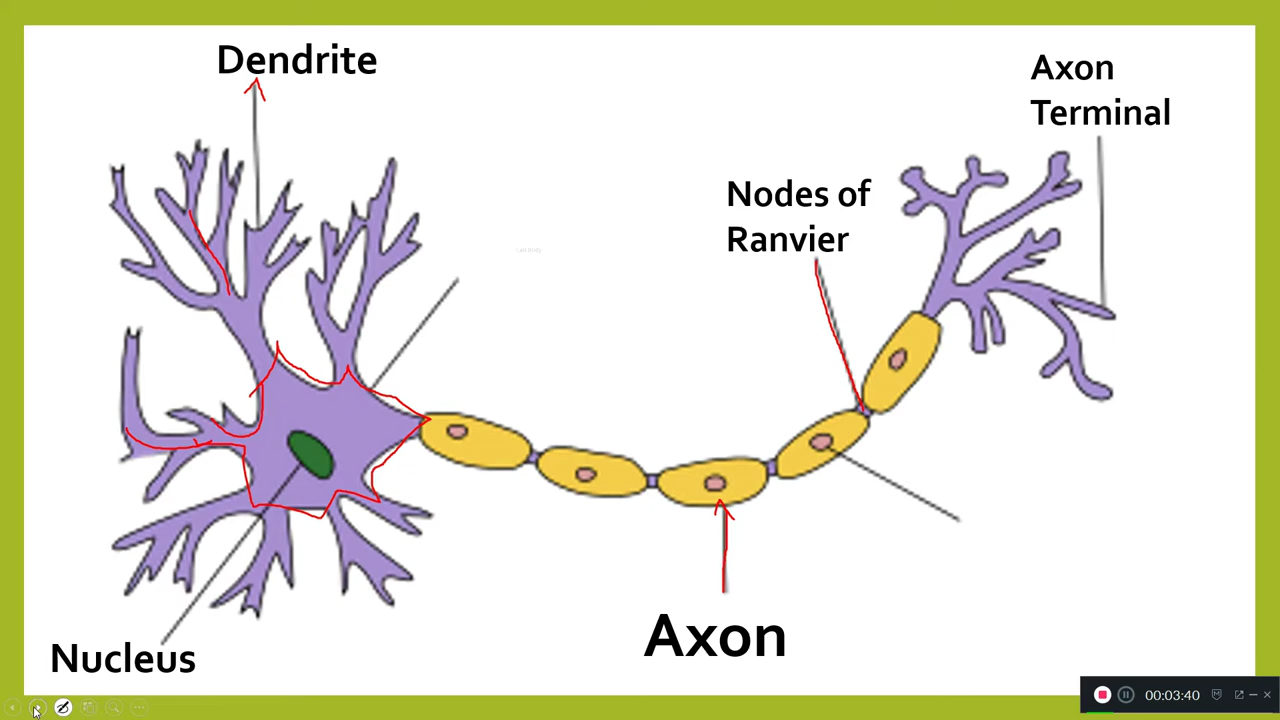 Dendrite
Axon
Terminal
Nodes of
Ranvier
Axon
Nucleus
00:03:40